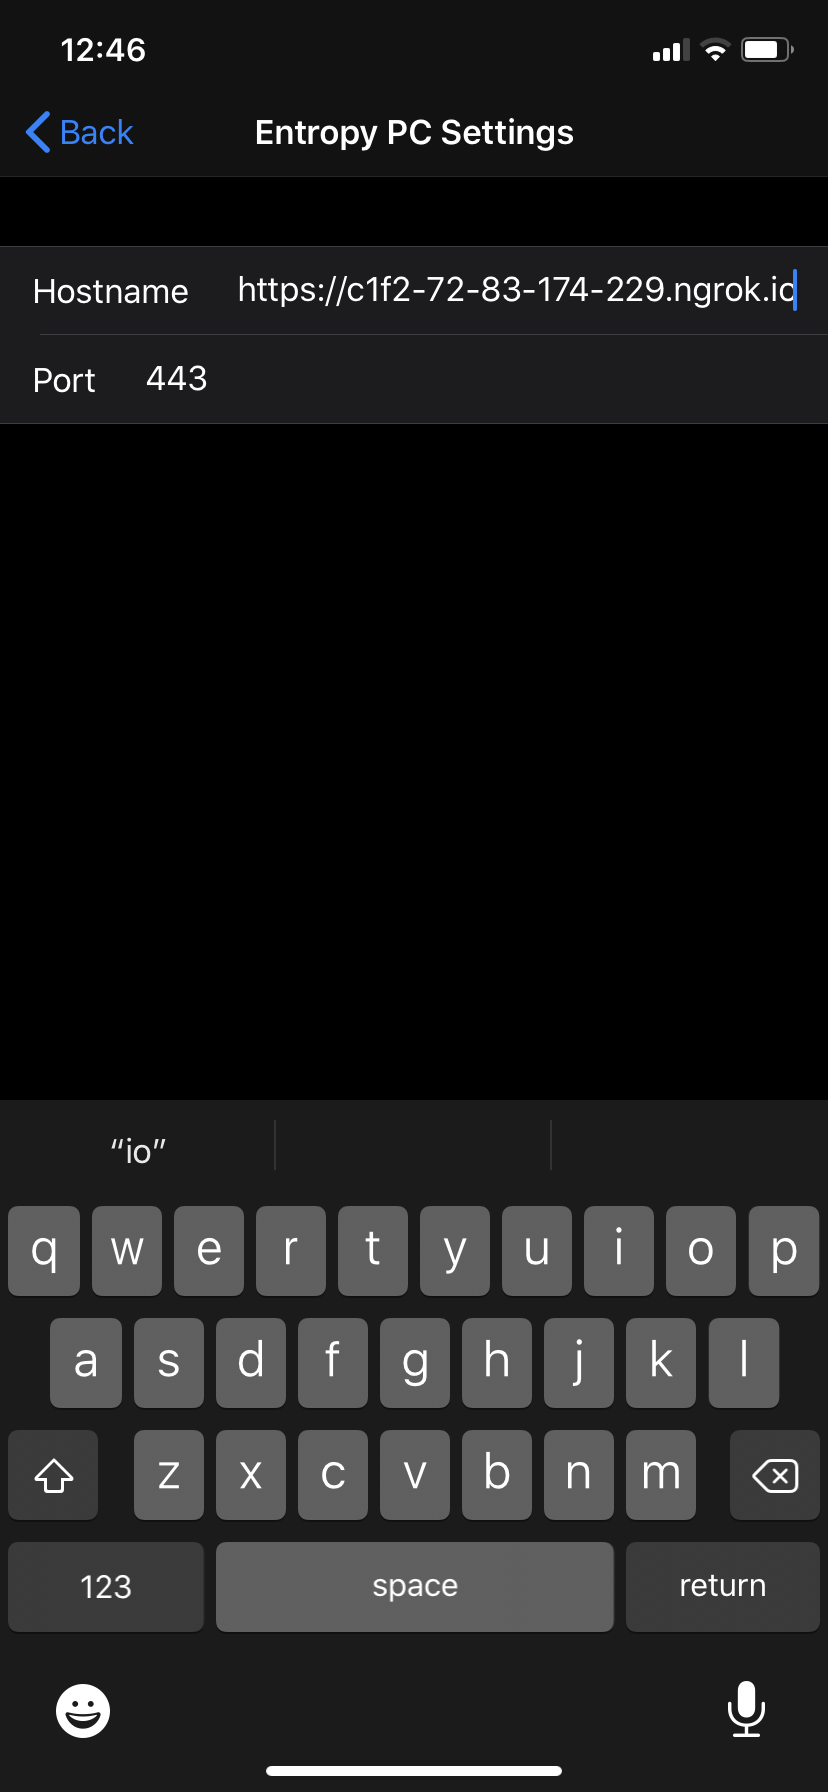 12:46
Back
Entropy PC Settings
Hostname https://c1f2-72-83-174-229.ngrok.io
Port 443
“io”
q w e r t y u i o p
a s d f g h j k l
z x c v b n m
123 space return